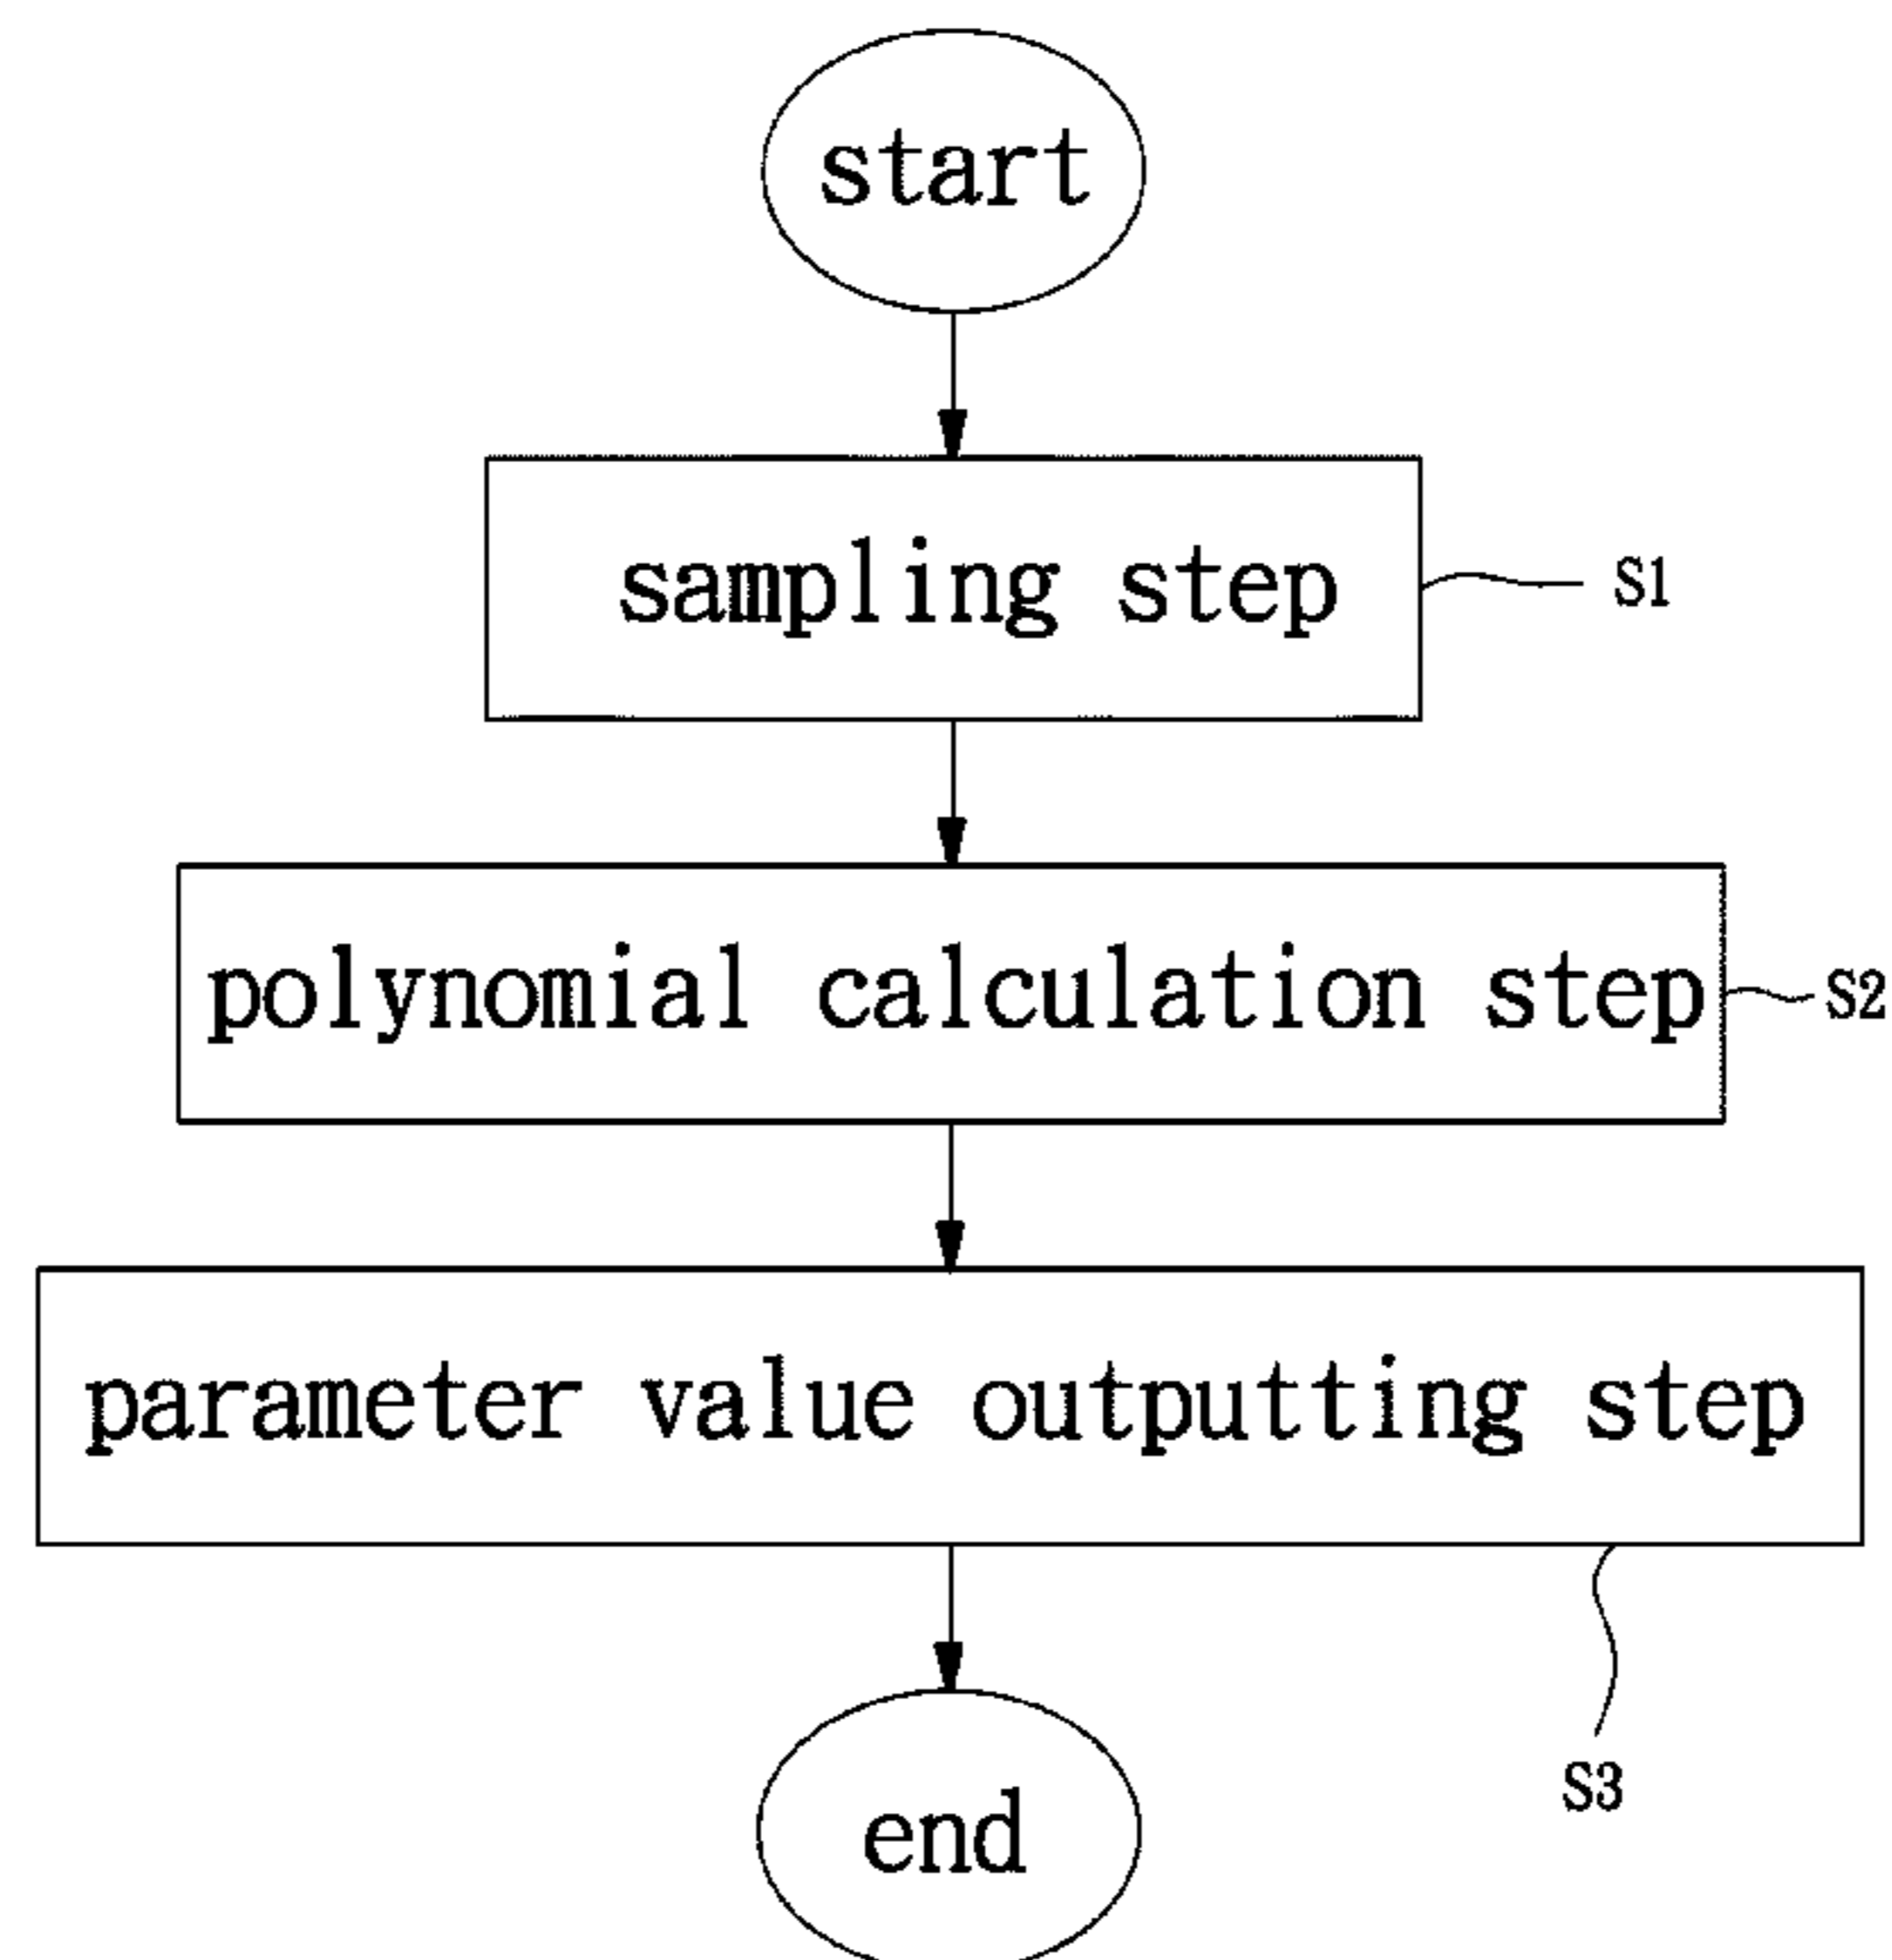 start
sampling step
S1
polynomial calculation step
S2
parameter value outputting step
S3
end